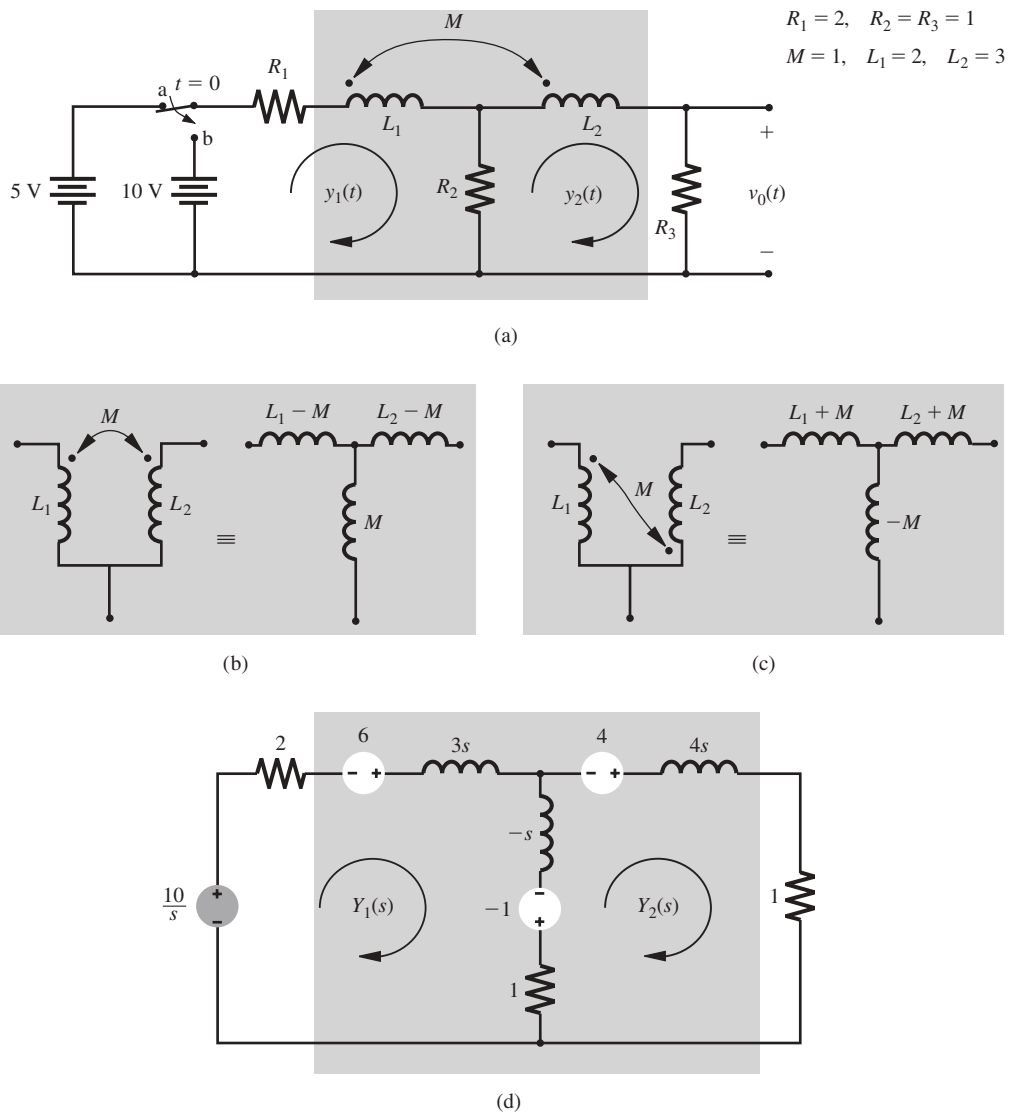 M
R₁ = 2, R₂ = R₃ = 1
M = 1, L₁ = 2, L₂ = 3
a t = 0
R₁
L₁
L₂
b
+
5 V
10 V
y₁(t)
R₂
y₂(t)
R₃
v₀(t)
−
(a)
M
L₁
L₂
≡
L₁ − M
L₂ − M
M
(b)
L₁
M
L₂
≡
L₁ + M
L₂ + M
−M
(c)
2
6
3s
4
4s
- +
- +
−s
10/s
+
-
Y₁(s)
−1
-
+
Y₂(s)
1
1
(d)